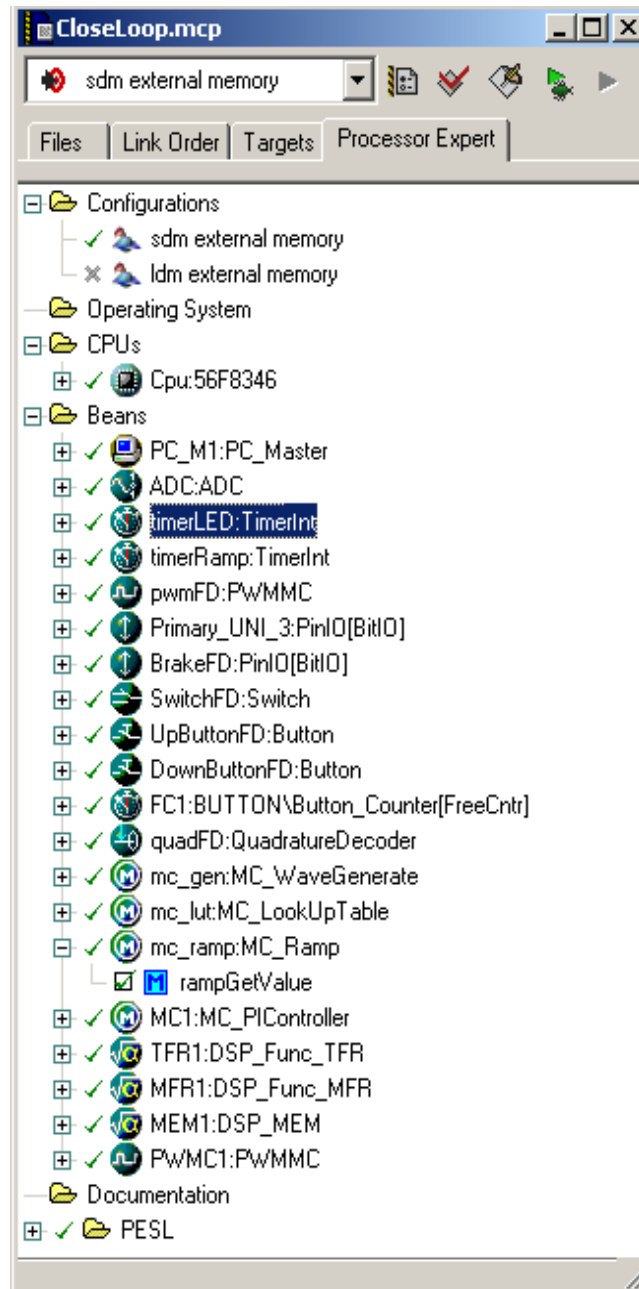 CloseLoop.mcp
sdm external memory
Files Link Order Targets Processor Expert
Configurations
sdm external memory
ldm external memory
Operating System
CPUs
Cpu:56F8346
Beans
PC_M1:PC_Master
ADC:ADC
timerLED:TimerInt
timerRamp:TimerInt
pwmFD:PWMMC
Primary_UNI_3:PinIO[BitIO]
BrakeFD:PinIO[BitIO]
SwitchFD:Switch
UpButtonFD:Button
DownButtonFD:Button
FC1:BUTTON\Button_Counter[FreeCntr]
quadFD:QuadratureDecoder
mc_gen:MC_WaveGenerate
mc_lut:MC_LookUpTable
mc_ramp:MC_Ramp
M rampGetValue
MC1:MC_PIController
TFR1:DSP_Func_TFR
MFR1:DSP_Func_MFR
MEM1:DSP_MEM
PWMC1:PWMMC
Documentation
PESL